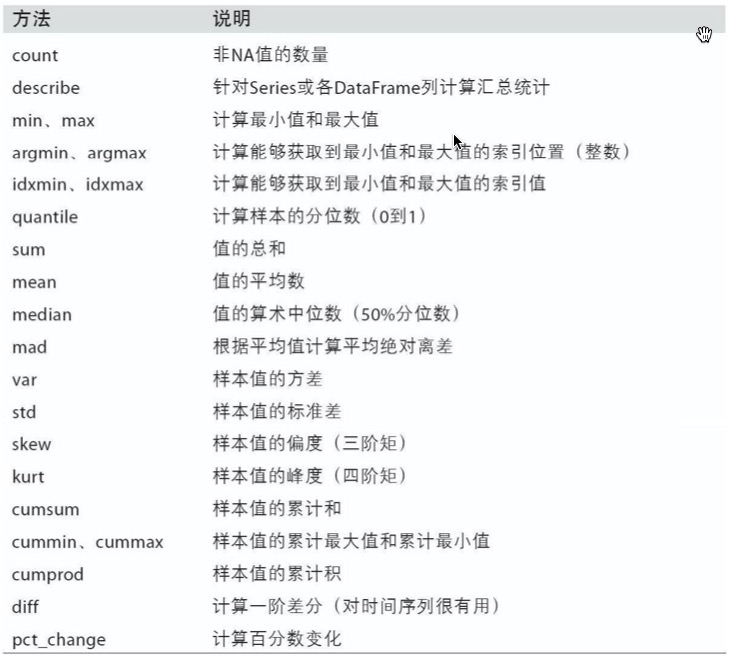 方法 说明
count 非NA值的数量
describe 针对Series或各DataFrame列计算汇总统计
min、max 计算最小值和最大值
argmin、argmax 计算能够获取到最小值和最大值的索引位置（整数）
idxmin、idxmax 计算能够获取到最小值和最大值的索引值
quantile 计算样本的分位数（0到1）
sum 值的总和
mean 值的平均数
median 值的算术中位数（50%分位数）
mad 根据平均值计算平均绝对离差
var 样本值的方差
std 样本值的标准差
skew 样本值的偏度（三阶矩）
kurt 样本值的峰度（四阶矩）
cumsum 样本值的累计和
cummin、cummax 样本值的累计最大值和累计最小值
cumprod 样本值的累计积
diff 计算一阶差分（对时间序列很有用）
pct_change 计算百分数变化